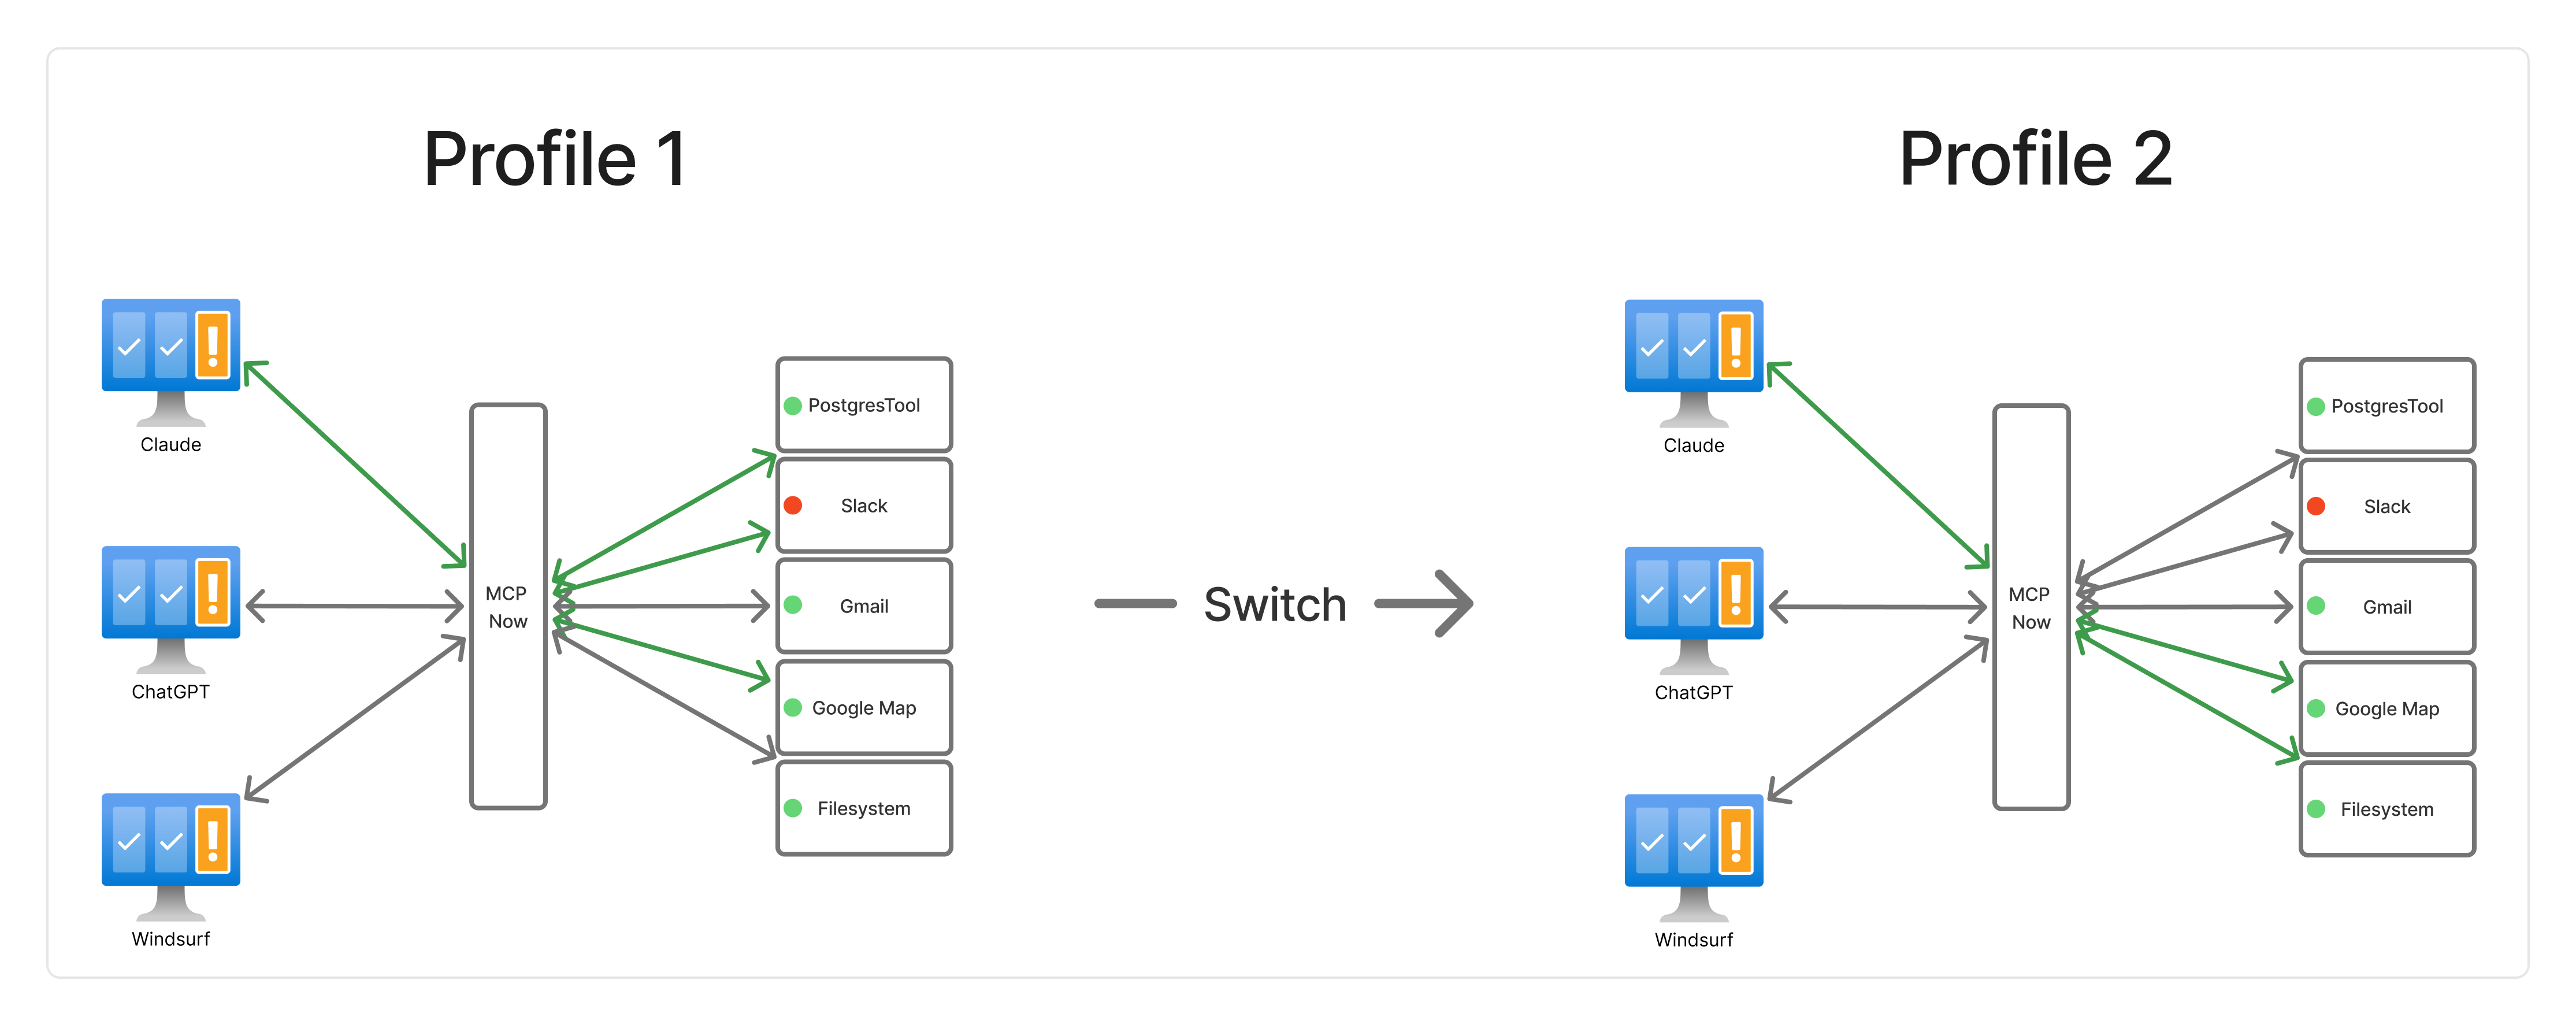 Profile 1
Claude
ChatGPT
Windsurf
MCP
Now
PostgresTool
Slack
Gmail
Google Map
Filesystem
Switch
Profile 2
Claude
ChatGPT
Windsurf
MCP
Now
PostgresTool
Slack
Gmail
Google Map
Filesystem